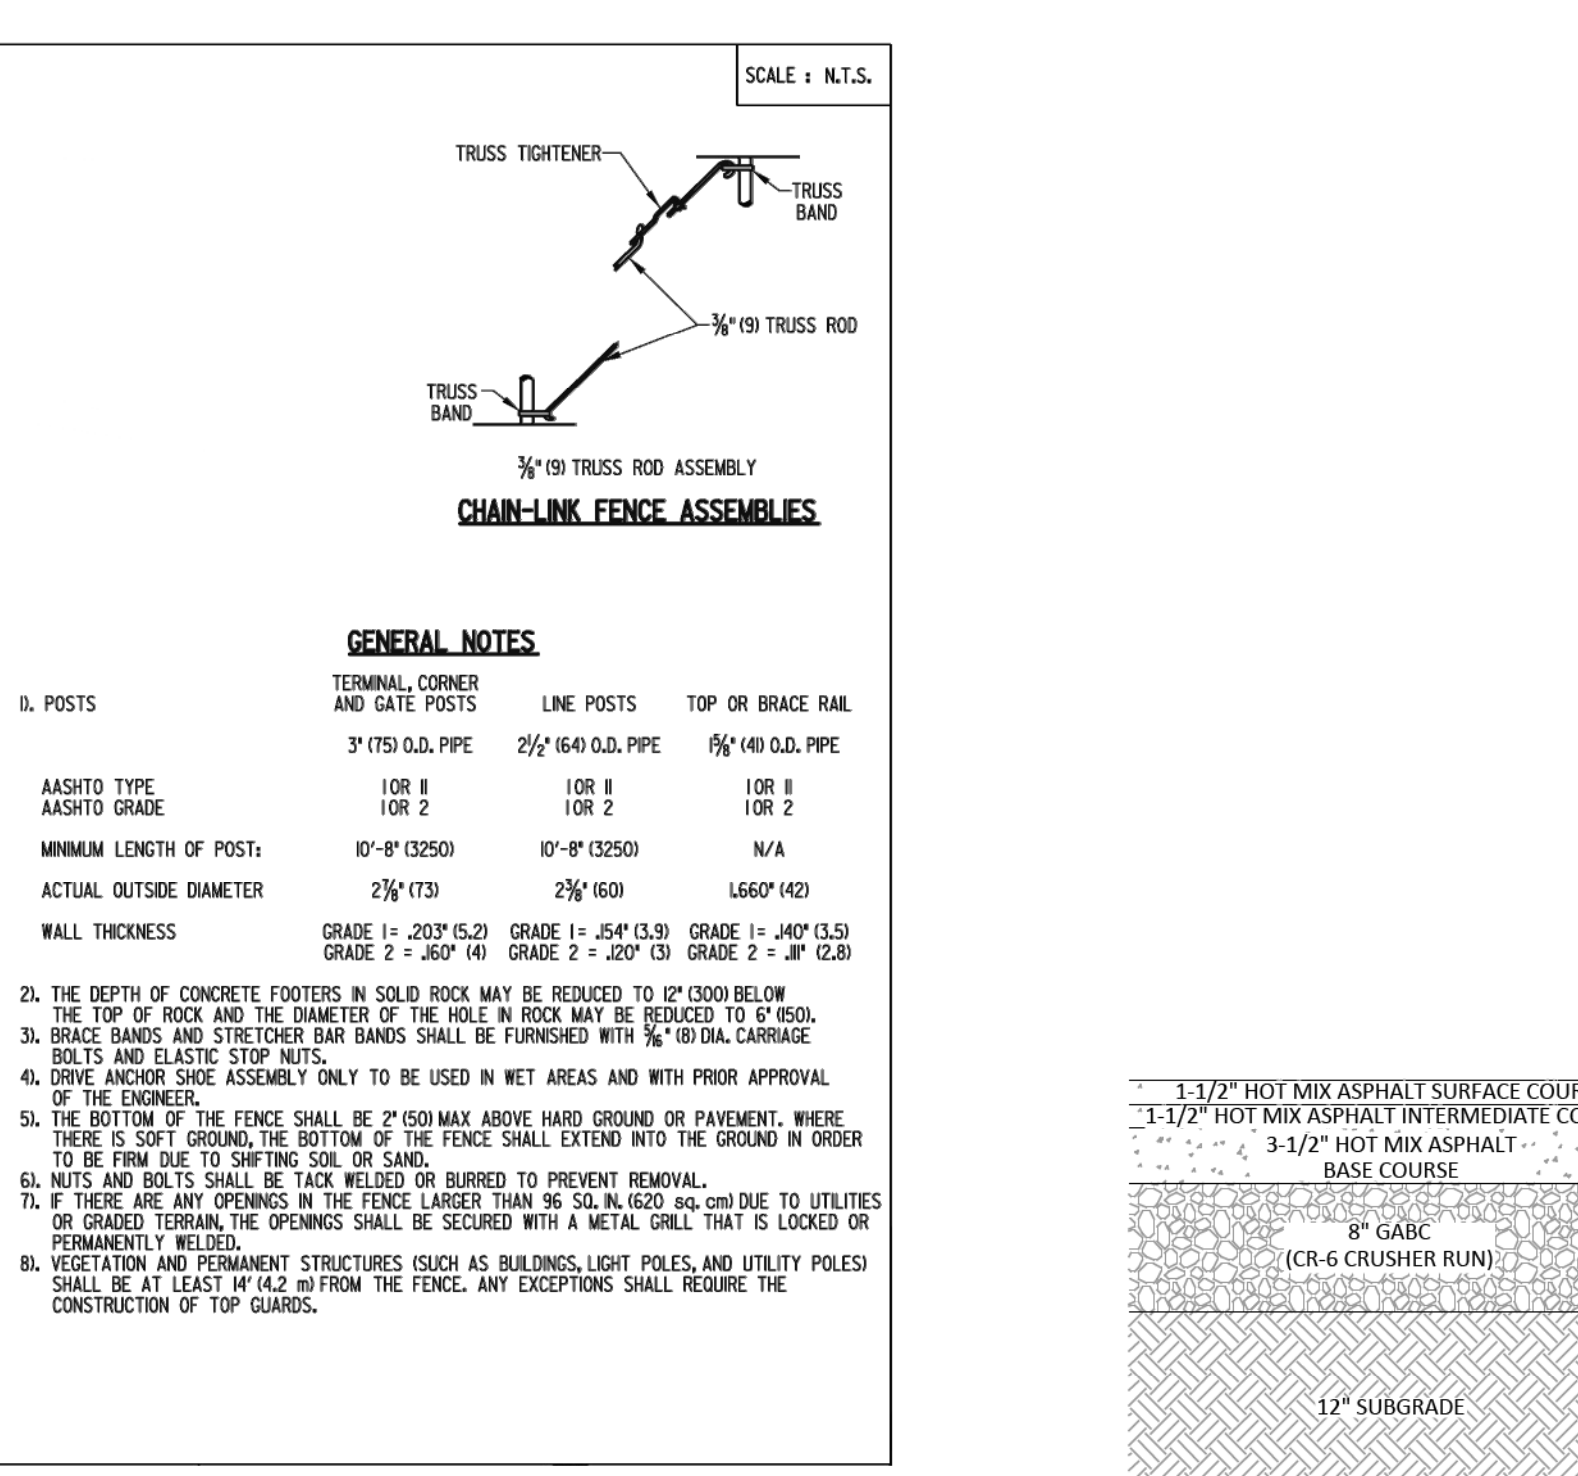 SCALE : N.T.S.
TRUSS TIGHTENER
TRUSS
BAND
⅜" (9) TRUSS ROD
TRUSS
BAND
⅜" (9) TRUSS ROD ASSEMBLY
CHAIN-LINK FENCE ASSEMBLIES
GENERAL NOTES
TERMINAL, CORNER
1). POSTS AND GATE POSTS LINE POSTS TOP OR BRACE RAIL
3" (75) O.D. PIPE 2½" (64) O.D. PIPE 1⅝" (41) O.D. PIPE
AASHTO TYPE I OR II I OR II I OR II
AASHTO GRADE 1 OR 2 1 OR 2 1 OR 2
MINIMUM LENGTH OF POST: 10'-8" (3250) 10'-8" (3250) N/A
ACTUAL OUTSIDE DIAMETER 2⅞" (73) 2⅜" (60) 1.660" (42)
WALL THICKNESS GRADE 1= .203" (5.2) GRADE 1= .154" (3.9) GRADE 1= .140" (3.5)
GRADE 2 = .160" (4) GRADE 2 = .120" (3) GRADE 2 = .111" (2.8)
2). THE DEPTH OF CONCRETE FOOTERS IN SOLID ROCK MAY BE REDUCED TO 12" (300) BELOW
THE TOP OF ROCK AND THE DIAMETER OF THE HOLE IN ROCK MAY BE REDUCED TO 6" (150).
3). BRACE BANDS AND STRETCHER BAR BANDS SHALL BE FURNISHED WITH 5/16" (8) DIA. CARRIAGE
BOLTS AND ELASTIC STOP NUTS.
4). DRIVE ANCHOR SHOE ASSEMBLY ONLY TO BE USED IN WET AREAS AND WITH PRIOR APPROVAL
OF THE ENGINEER.
5). THE BOTTOM OF THE FENCE SHALL BE 2" (50) MAX ABOVE HARD GROUND OR PAVEMENT. WHERE
THERE IS SOFT GROUND, THE BOTTOM OF THE FENCE SHALL EXTEND INTO THE GROUND IN ORDER
TO BE FIRM DUE TO SHIFTING SOIL OR SAND.
6). NUTS AND BOLTS SHALL BE TACK WELDED OR BURRED TO PREVENT REMOVAL.
7). IF THERE ARE ANY OPENINGS IN THE FENCE LARGER THAN 96 SQ. IN. (620 sq. cm) DUE TO UTILITIES
OR GRADED TERRAIN, THE OPENINGS SHALL BE SECURED WITH A METAL GRILL THAT IS LOCKED OR
PERMANENTLY WELDED.
8). VEGETATION AND PERMANENT STRUCTURES (SUCH AS BUILDINGS, LIGHT POLES, AND UTILITY POLES)
SHALL BE AT LEAST 14' (4.2 m) FROM THE FENCE. ANY EXCEPTIONS SHALL REQUIRE THE
CONSTRUCTION OF TOP GUARDS.
1-1/2" HOT MIX ASPHALT SURFACE COUR
1-1/2" HOT MIX ASPHALT INTERMEDIATE CO
3-1/2" HOT MIX ASPHALT
BASE COURSE
8" GABC
(CR-6 CRUSHER RUN)
12" SUBGRADE